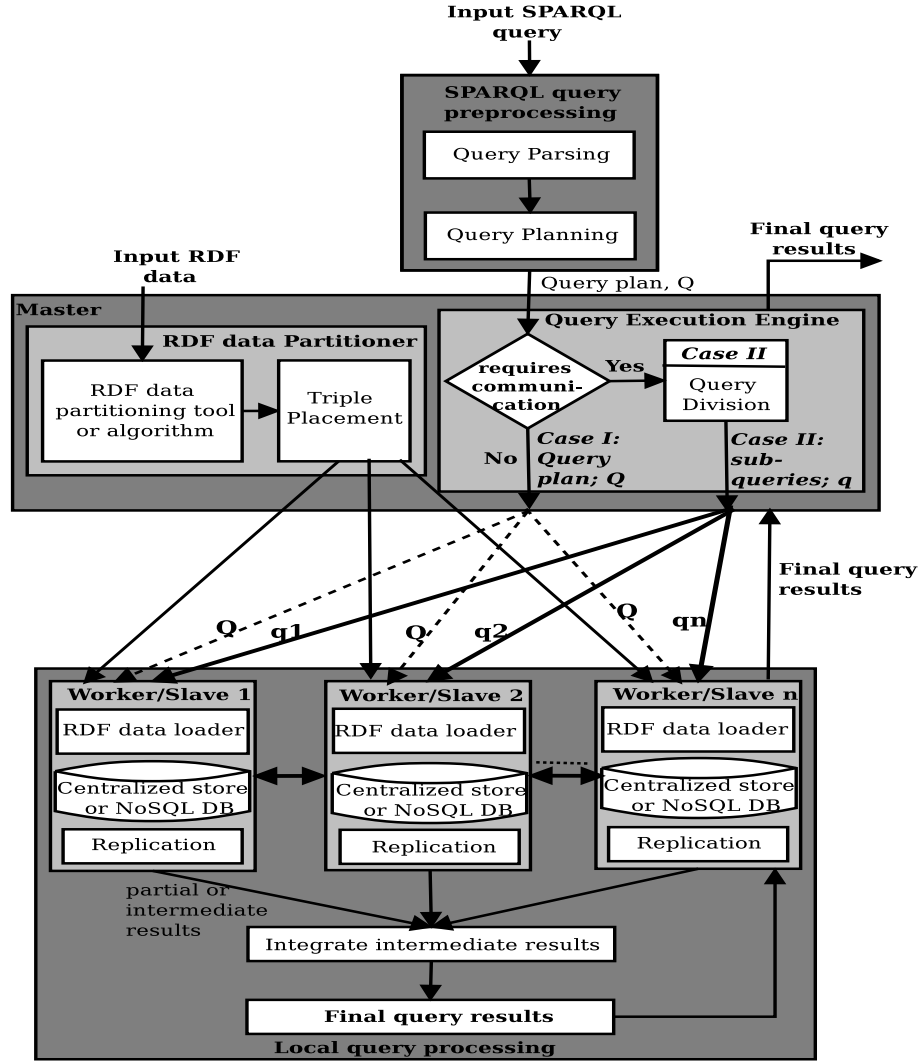 Input SPARQL
query
SPARQL query
preprocessing
Query Parsing
Query Planning
Final query
results
Input RDF
data
Query plan, Q
Master
Query Execution Engine
RDF data Partitioner
RDF data
partitioning tool
or algorithm
Triple
Placement
requires
communi-
cation
Yes
Case II
Query
Division
No
Case I:
Query
plan; Q
Case II:
sub-
queries; q
Final query
results
Q
q1
Q
q2
Q
qn
Worker/Slave 1
RDF data loader
Centralized store
or NoSQL DB
Replication
Worker/Slave 2
RDF data loader
Centralized store
or NoSQL DB
Replication
Worker/Slave n
RDF data loader
Centralized store
or NoSQL DB
Replication
partial or
intermediate
results
Integrate intermediate results
Final query results
Local query processing